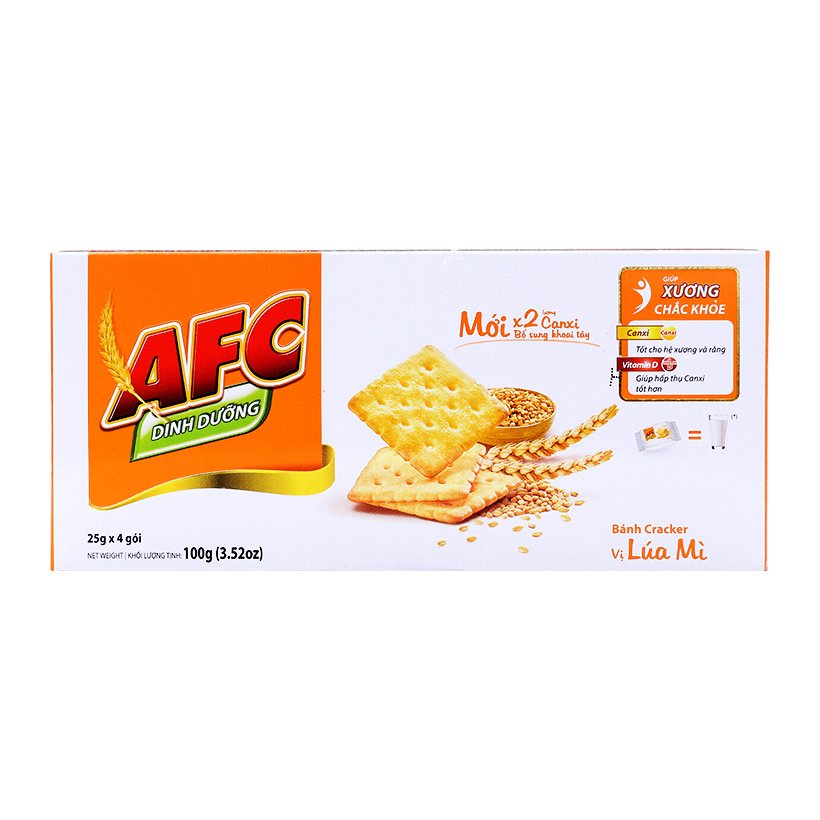 AFC
DINH DƯỠNG
25g x 4 gói
NET WEIGHT | KHỐI LƯỢNG TỊNH: 100g (3.52oz)
Mới x2 lượng Canxi
Bổ sung khoai tây
GIÚP
XƯƠNG
CHẮC KHỎE
Canxi Canxi
Tốt cho hệ xương và răng
Vitamin D
Giúp hấp thu Canxi
tốt hơn
AFC = (*)
Bánh Cracker
Vị Lúa Mì